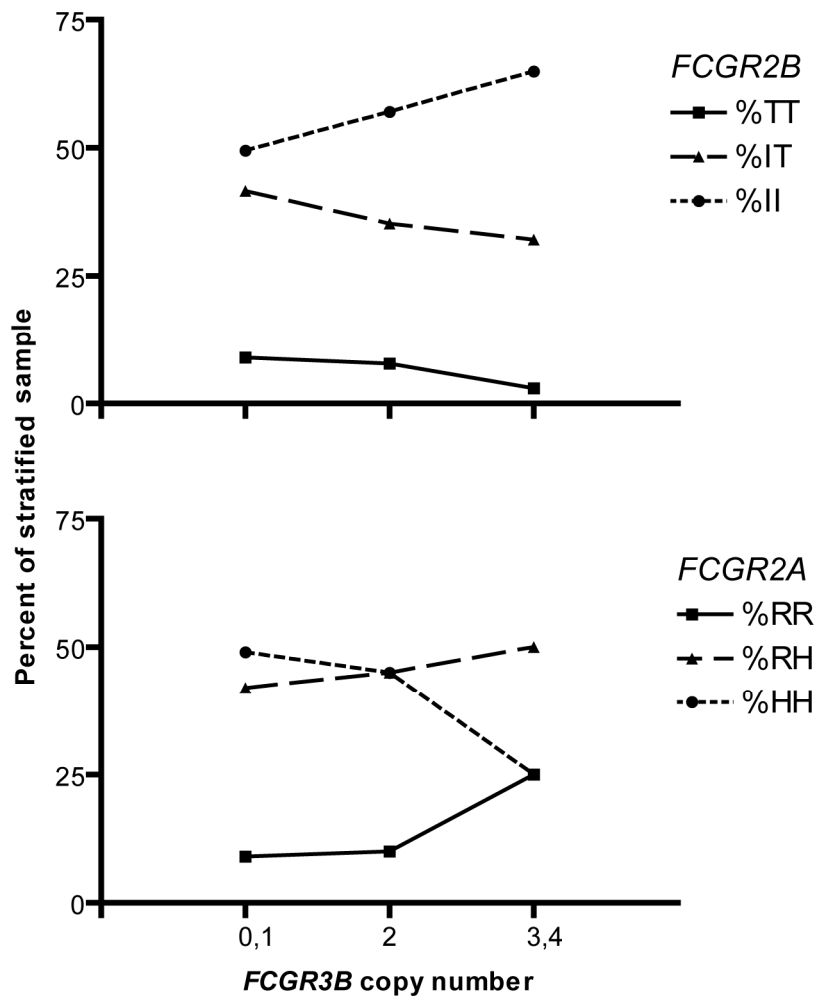 75
50
25
0
FCGR2B
%TT
%IT
%II
Percent of stratified sample
75
50
25
0
FCGR2A
%RR
%RH
%HH
0,1 2 3,4
FCGR3B copy number